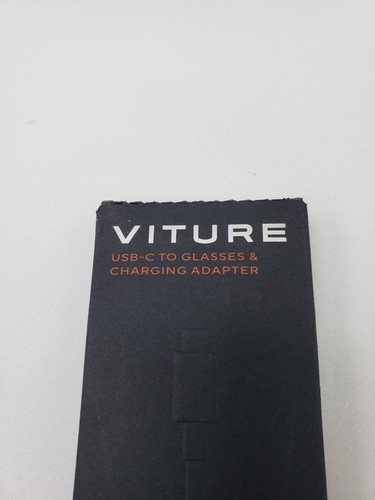 VITURE
USB-C TO GLASSES &
CHARGING ADAPTER